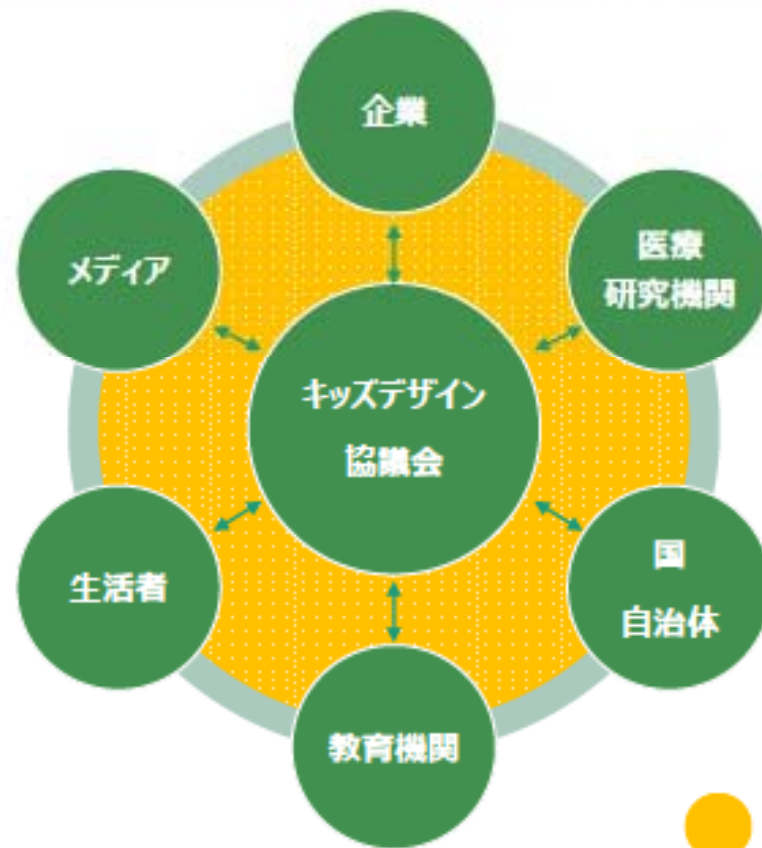 企業
医療
研究機関
国
自治体
教育機関
生活者
メディア
キッズデザイン
協議会